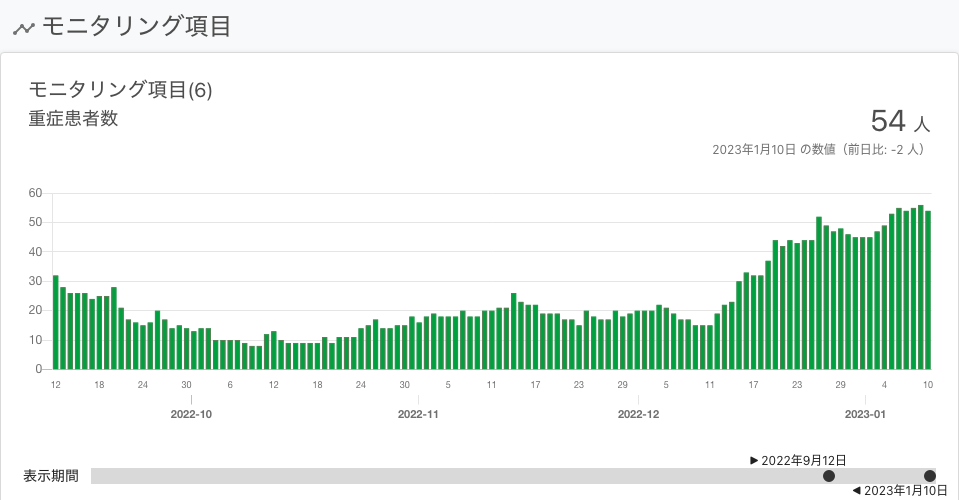 モニタリング項目
モニタリング項目(6)
重症患者数
54 人
2023年1月10日 の数値（前日比: -2 人）
60
50
40
30
20
10
0
12 18 24 30 6 12 18 24 30 5 11 17 23 29 5 11 17 23 29 4 10
2022-10 2022-11 2022-12 2023-01
表示期間
▶ 2022年9月12日
◀ 2023年1月10日